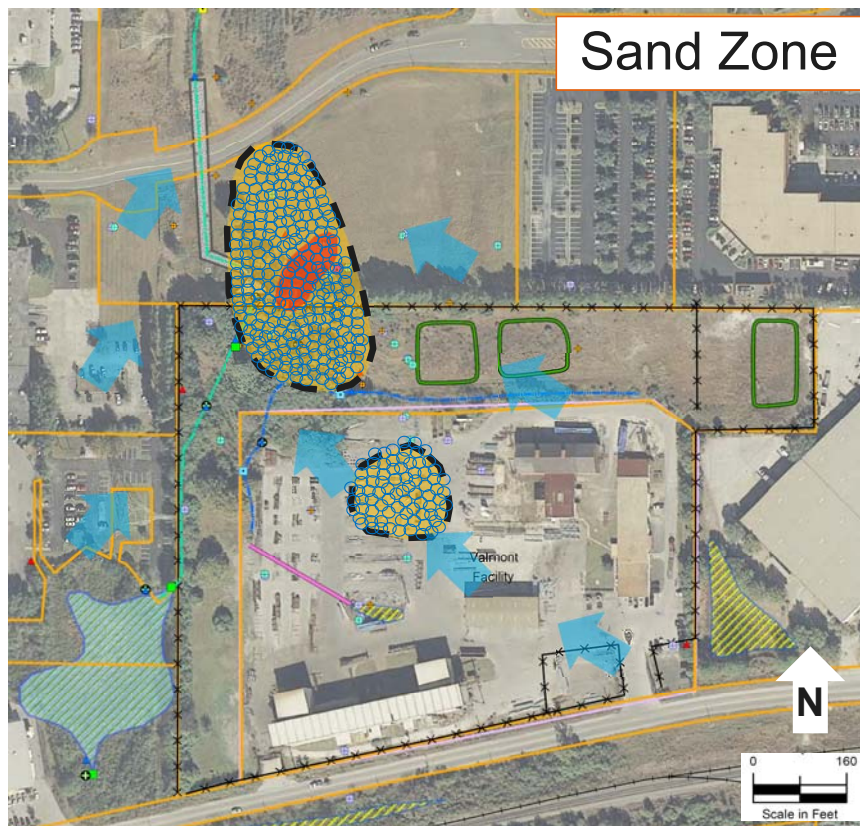 Sand Zone
Valmont
Facility
N
0
160
Scale in Feet